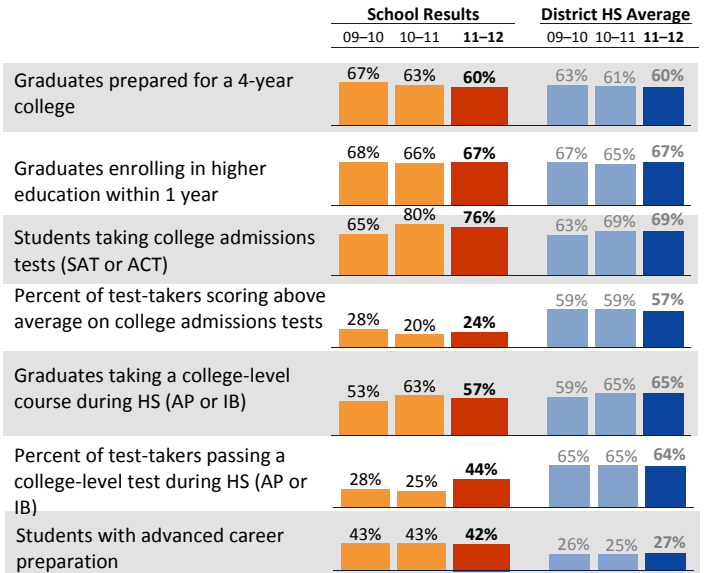 School Results District HS Average
09–10 10–11 11–12 09–10 10–11 11–12
67% 63% 60% 63% 61% 60%
Graduates prepared for a 4-year
college
68% 66% 67% 67% 65% 67%
Graduates enrolling in higher
education within 1 year
65% 80% 76% 63% 69% 69%
Students taking college admissions
tests (SAT or ACT)
Percent of test-takers scoring above
average on college admissions tests
28% 20% 24% 59% 59% 57%
Graduates taking a college-level
course during HS (AP or IB)
53% 63% 57% 59% 65% 65%
Percent of test-takers passing a
college-level test during HS (AP or
IB)
28% 25% 44% 65% 65% 64%
Students with advanced career
preparation
43% 43% 42% 26% 25% 27%